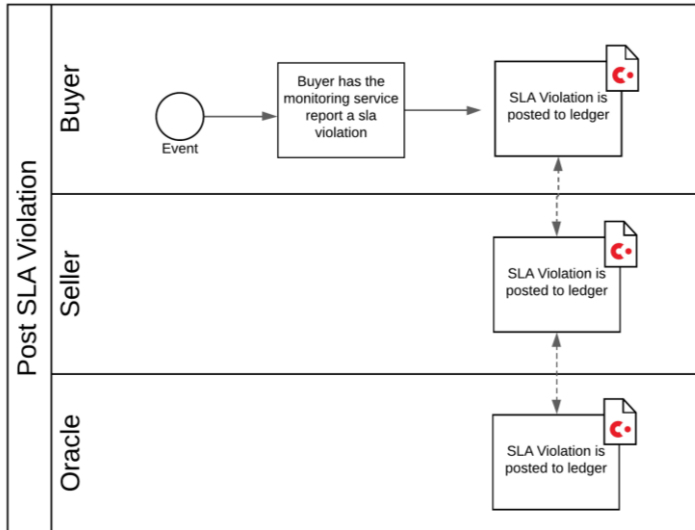 Post SLA Violation
Buyer
Event
Buyer has the
monitoring service
report a sla
violation
SLA Violation is
posted to ledger
Seller
SLA Violation is
posted to ledger
Oracle
SLA Violation is
posted to ledger